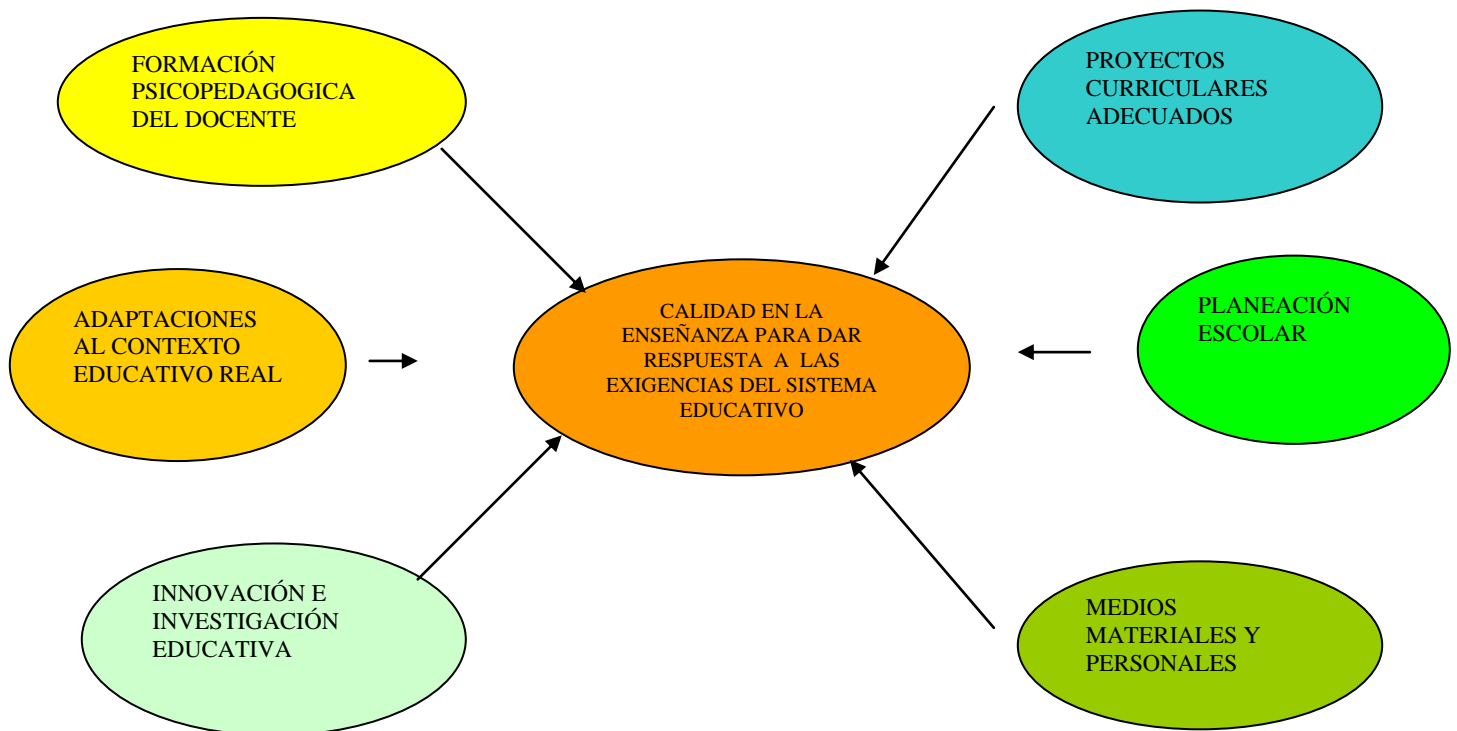 FORMACIÓN
PSICOPEDAGOGICA
DEL DOCENTE
PROYECTOS
CURRICULARES
ADECUADOS
ADAPTACIONES
AL CONTEXTO
EDUCATIVO REAL
CALIDAD EN LA
ENSEÑANZA PARA DAR
RESPUESTA A LAS
EXIGENCIAS DEL SISTEMA
EDUCATIVO
PLANEACIÓN
ESCOLAR
INNOVACIÓN E
INVESTIGACIÓN
EDUCATIVA
MEDIOS
MATERIALES Y
PERSONALES